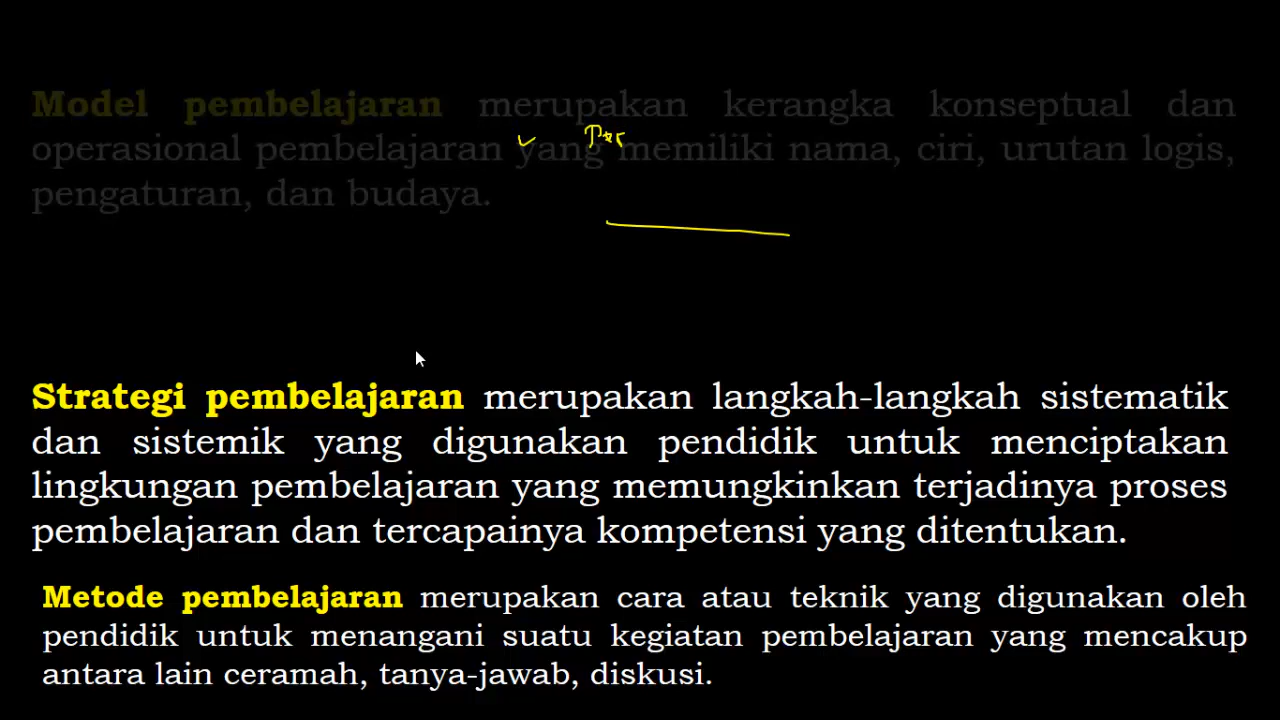 Model pembelajaran merupakan kerangka konseptual dan
operasional pembelajaran yang memiliki nama, ciri, urutan logis,
pengaturan, dan budaya.
Strategi pembelajaran merupakan langkah-langkah sistematik
dan sistemik yang digunakan pendidik untuk menciptakan
lingkungan pembelajaran yang memungkinkan terjadinya proses
pembelajaran dan tercapainya kompetensi yang ditentukan.
Metode pembelajaran merupakan cara atau teknik yang digunakan oleh
pendidik untuk menangani suatu kegiatan pembelajaran yang mencakup
antara lain ceramah, tanya-jawab, diskusi.